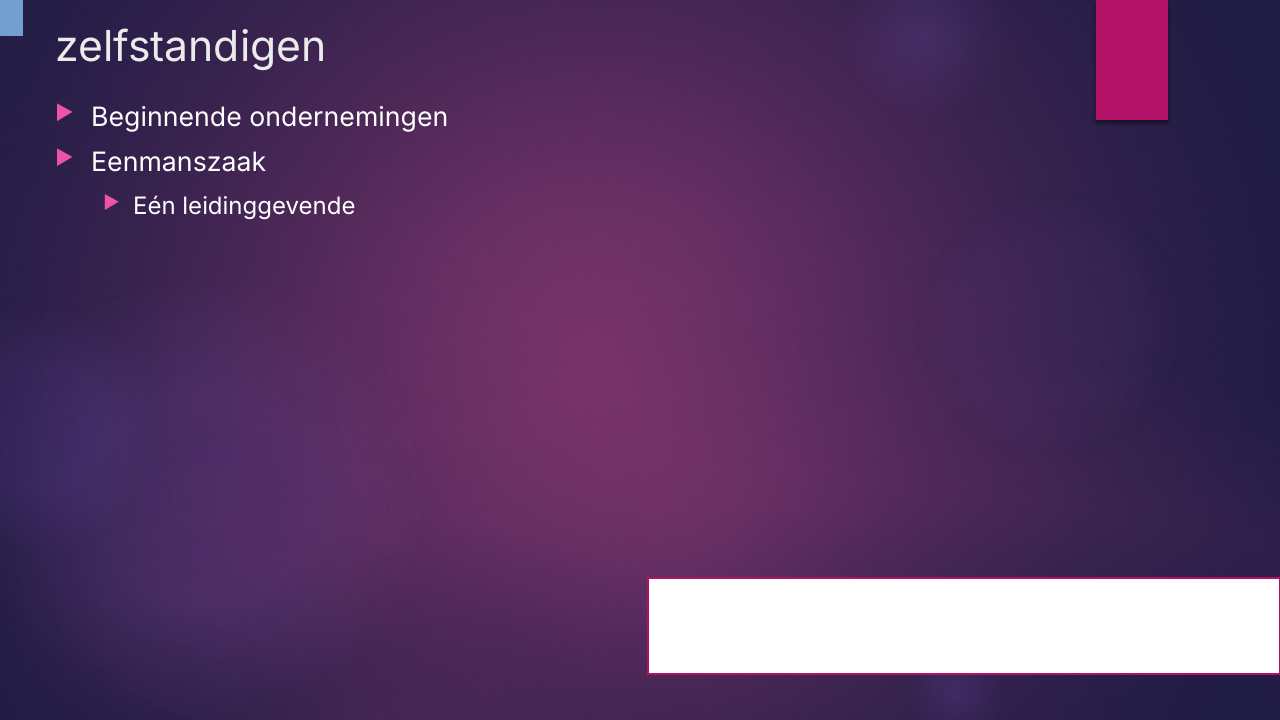 zelfstandigen
Beginnende ondernemingen
Eenmanszaak
Eén leidinggevende